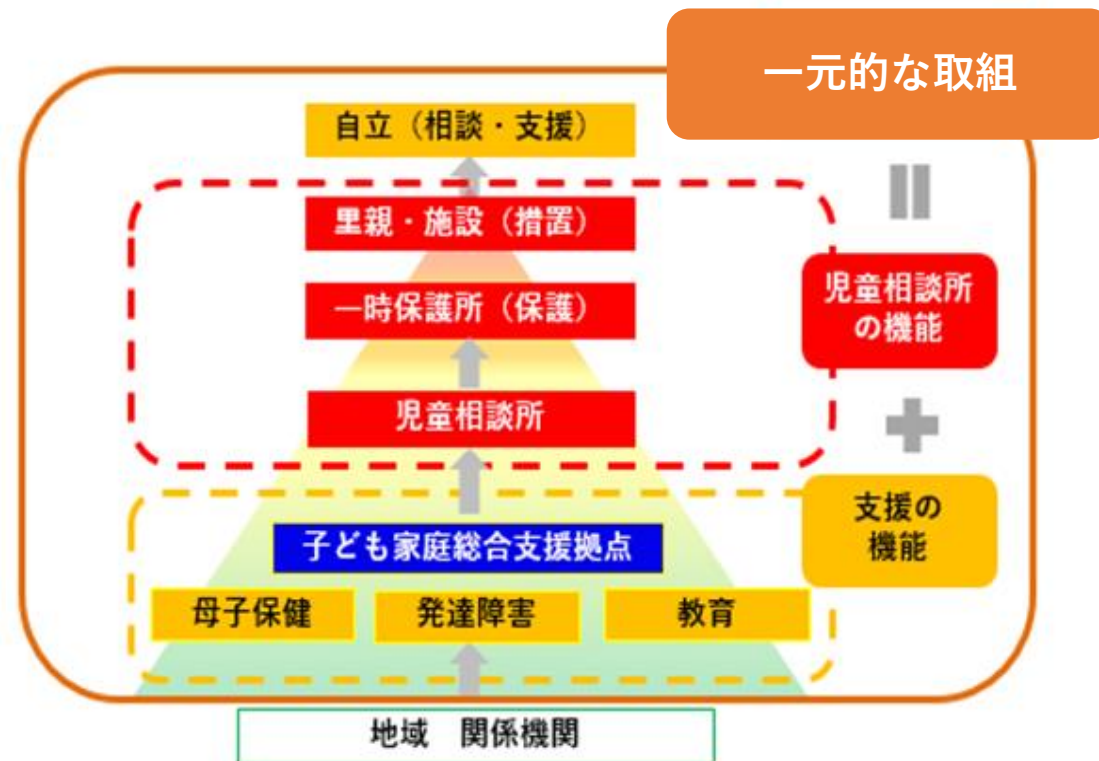 一元的な取組
自立（相談・支援）
里親・施設（措置）
一時保護所（保護）
児童相談所
児童相談所
の機能
子ども家庭総合支援拠点
母子保健
発達障害
教育
支援の
機能
地域　関係機関